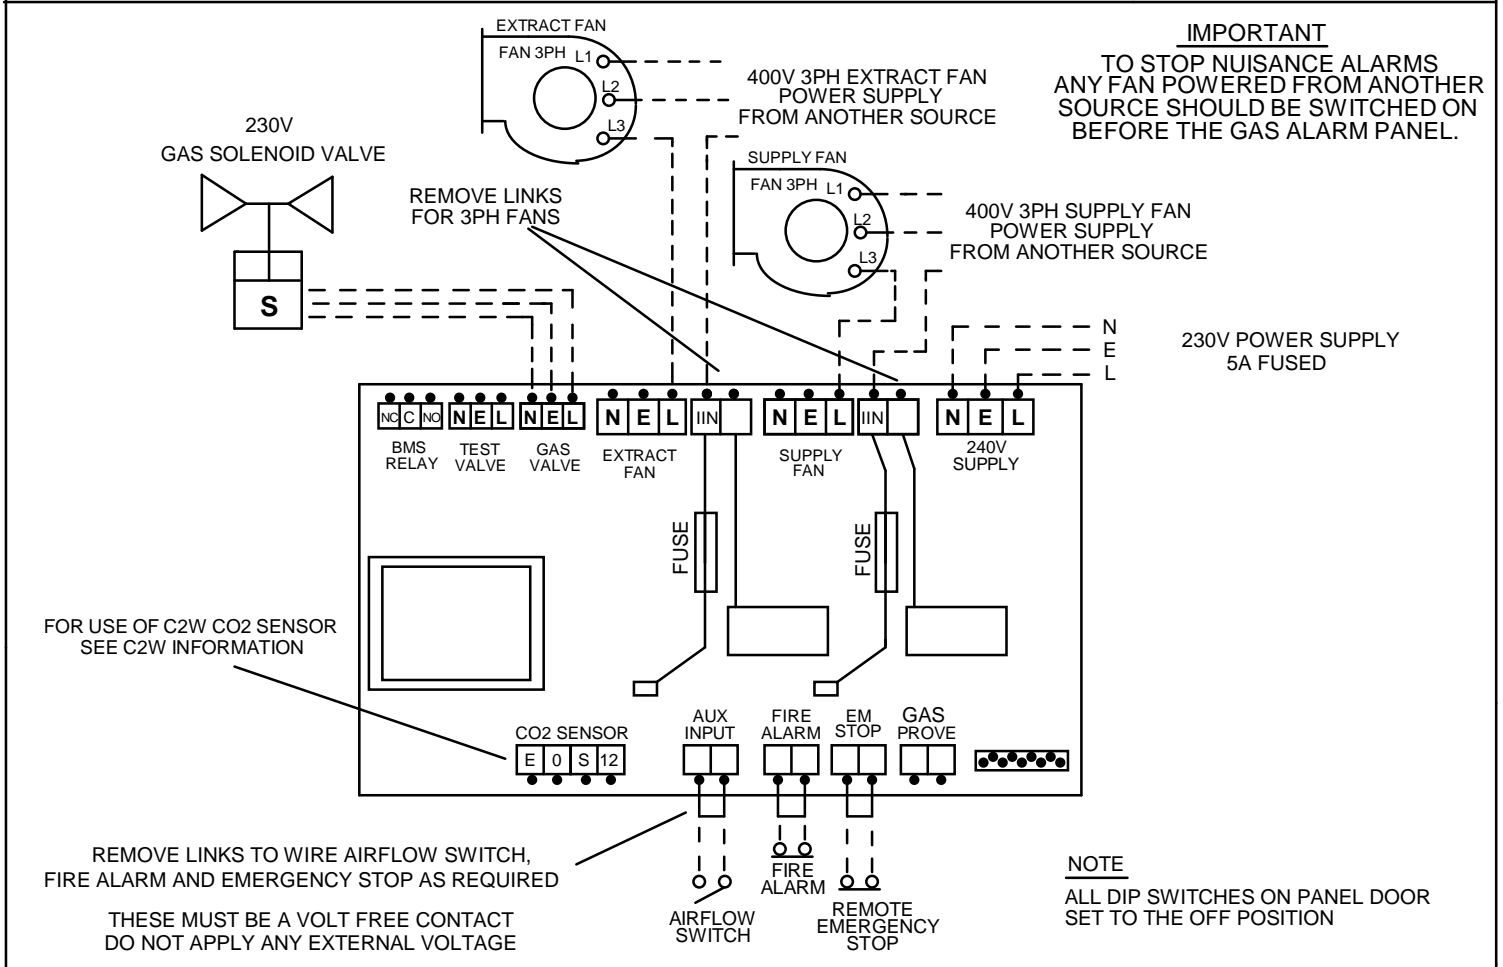 EXTRACT FAN
FAN 3PH L1
L2
L3
400V 3PH EXTRACT FAN
POWER SUPPLY
FROM ANOTHER SOURCE
IMPORTANT
TO STOP NUISANCE ALARMS
ANY FAN POWERED FROM ANOTHER
SOURCE SHOULD BE SWITCHED ON
BEFORE THE GAS ALARM PANEL.
230V
GAS SOLENOID VALVE
S
REMOVE LINKS
FOR 3PH FANS
SUPPLY FAN
FAN 3PH L1
L2
L3
400V 3PH SUPPLY FAN
POWER SUPPLY
FROM ANOTHER SOURCE
N
E
L
230V POWER SUPPLY
5A FUSED
NC C NO
BMS
RELAY
N E L
TEST
VALVE
N E L
GAS
VALVE
N E L
EXTRACT
FAN
IIN
N E L
SUPPLY
FAN
IIN
N E L
240V
SUPPLY
FUSE
FUSE
FOR USE OF C2W CO2 SENSOR
SEE C2W INFORMATION
CO2 SENSOR
E 0 S 12
AUX
INPUT
FIRE
ALARM
EM
STOP
GAS
PROVE
REMOVE LINKS TO WIRE AIRFLOW SWITCH,
FIRE ALARM AND EMERGENCY STOP AS REQUIRED
THESE MUST BE A VOLT FREE CONTACT
DO NOT APPLY ANY EXTERNAL VOLTAGE
AIRFLOW
SWITCH
FIRE
ALARM
REMOTE
EMERGENCY
STOP
NOTE
ALL DIP SWITCHES ON PANEL DOOR
SET TO THE OFF POSITION